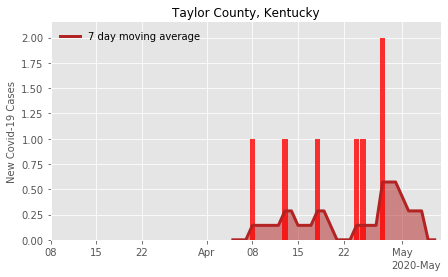 Taylor County, Kentucky
7 day moving average
New Covid-19 Cases
2.00
1.75
1.50
1.25
1.00
0.75
0.50
0.25
0.00
08
15
22
Apr
08
15
22
May
2020-May